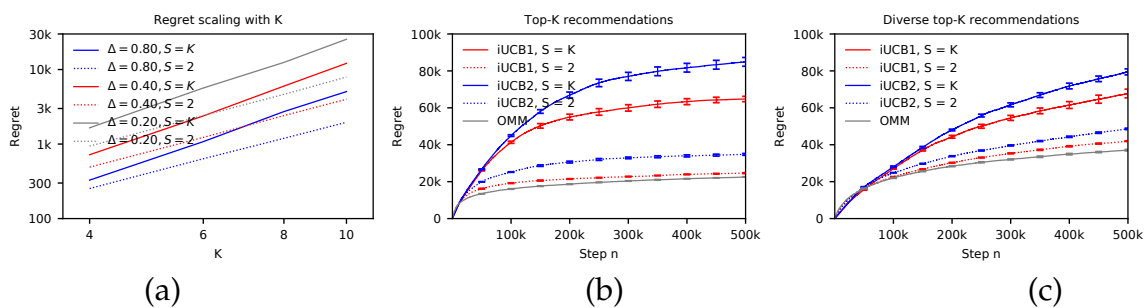 Regret scaling with K
Regret
30k
10k
3k
1k
300
100
Δ = 0.80, S = K
Δ = 0.80, S = 2
Δ = 0.40, S = K
Δ = 0.40, S = 2
Δ = 0.20, S = K
Δ = 0.20, S = 2
4 6 8 10
K
(a)
Top-K recommendations
Regret
100k
80k
60k
40k
20k
0
iUCB1, S = K
iUCB1, S = 2
iUCB2, S = K
iUCB2, S = 2
OMM
100k 200k 300k 400k 500k
Step n
(b)
Diverse top-K recommendations
Regret
100k
80k
60k
40k
20k
0
iUCB1, S = K
iUCB1, S = 2
iUCB2, S = K
iUCB2, S = 2
OMM
100k 200k 300k 400k 500k
Step n
(c)